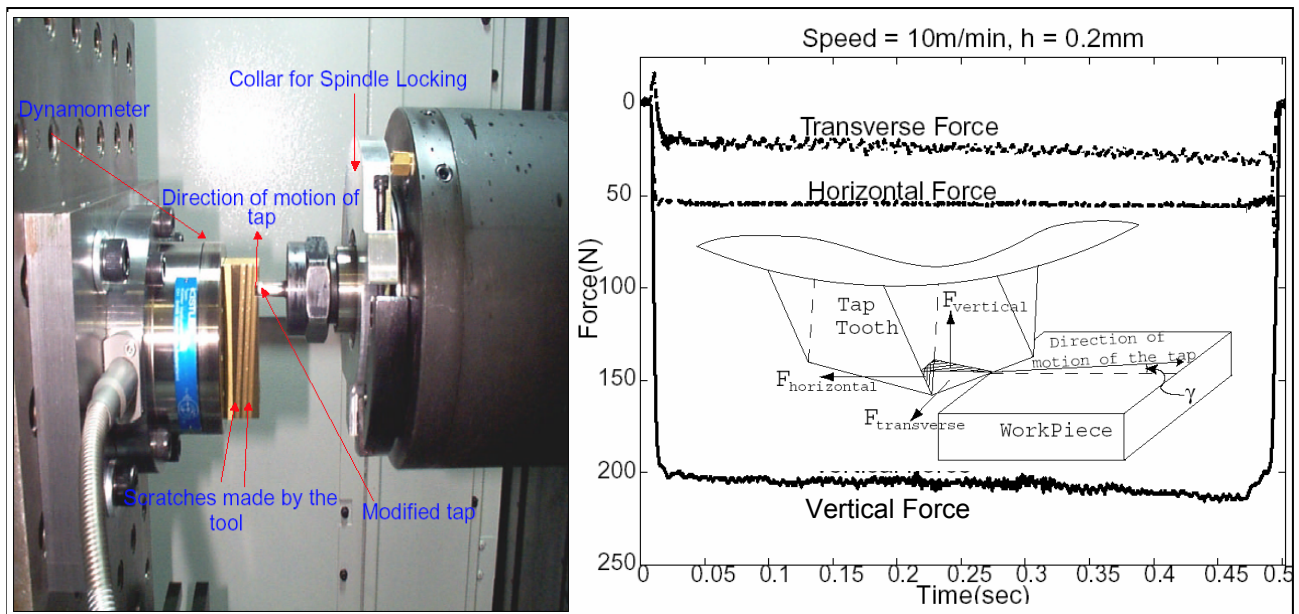 Collar for Spindle Locking
Dynamometer
Direction of motion of
tap
Scratches made by the
tool
Modified tap
Speed = 10m/min, h = 0.2mm
Force(N)
0
50
100
150
200
250
Transverse Force
Horizontal Force
Tap
Tooth
Fvertical
Direction of
motion of the tap
Fhorizontal
γ
Ftransverse
WorkPiece
Vertical Force
0 0.05 0.1 0.15 0.2 0.25 0.3 0.35 0.4 0.45 0.5
Time(sec)